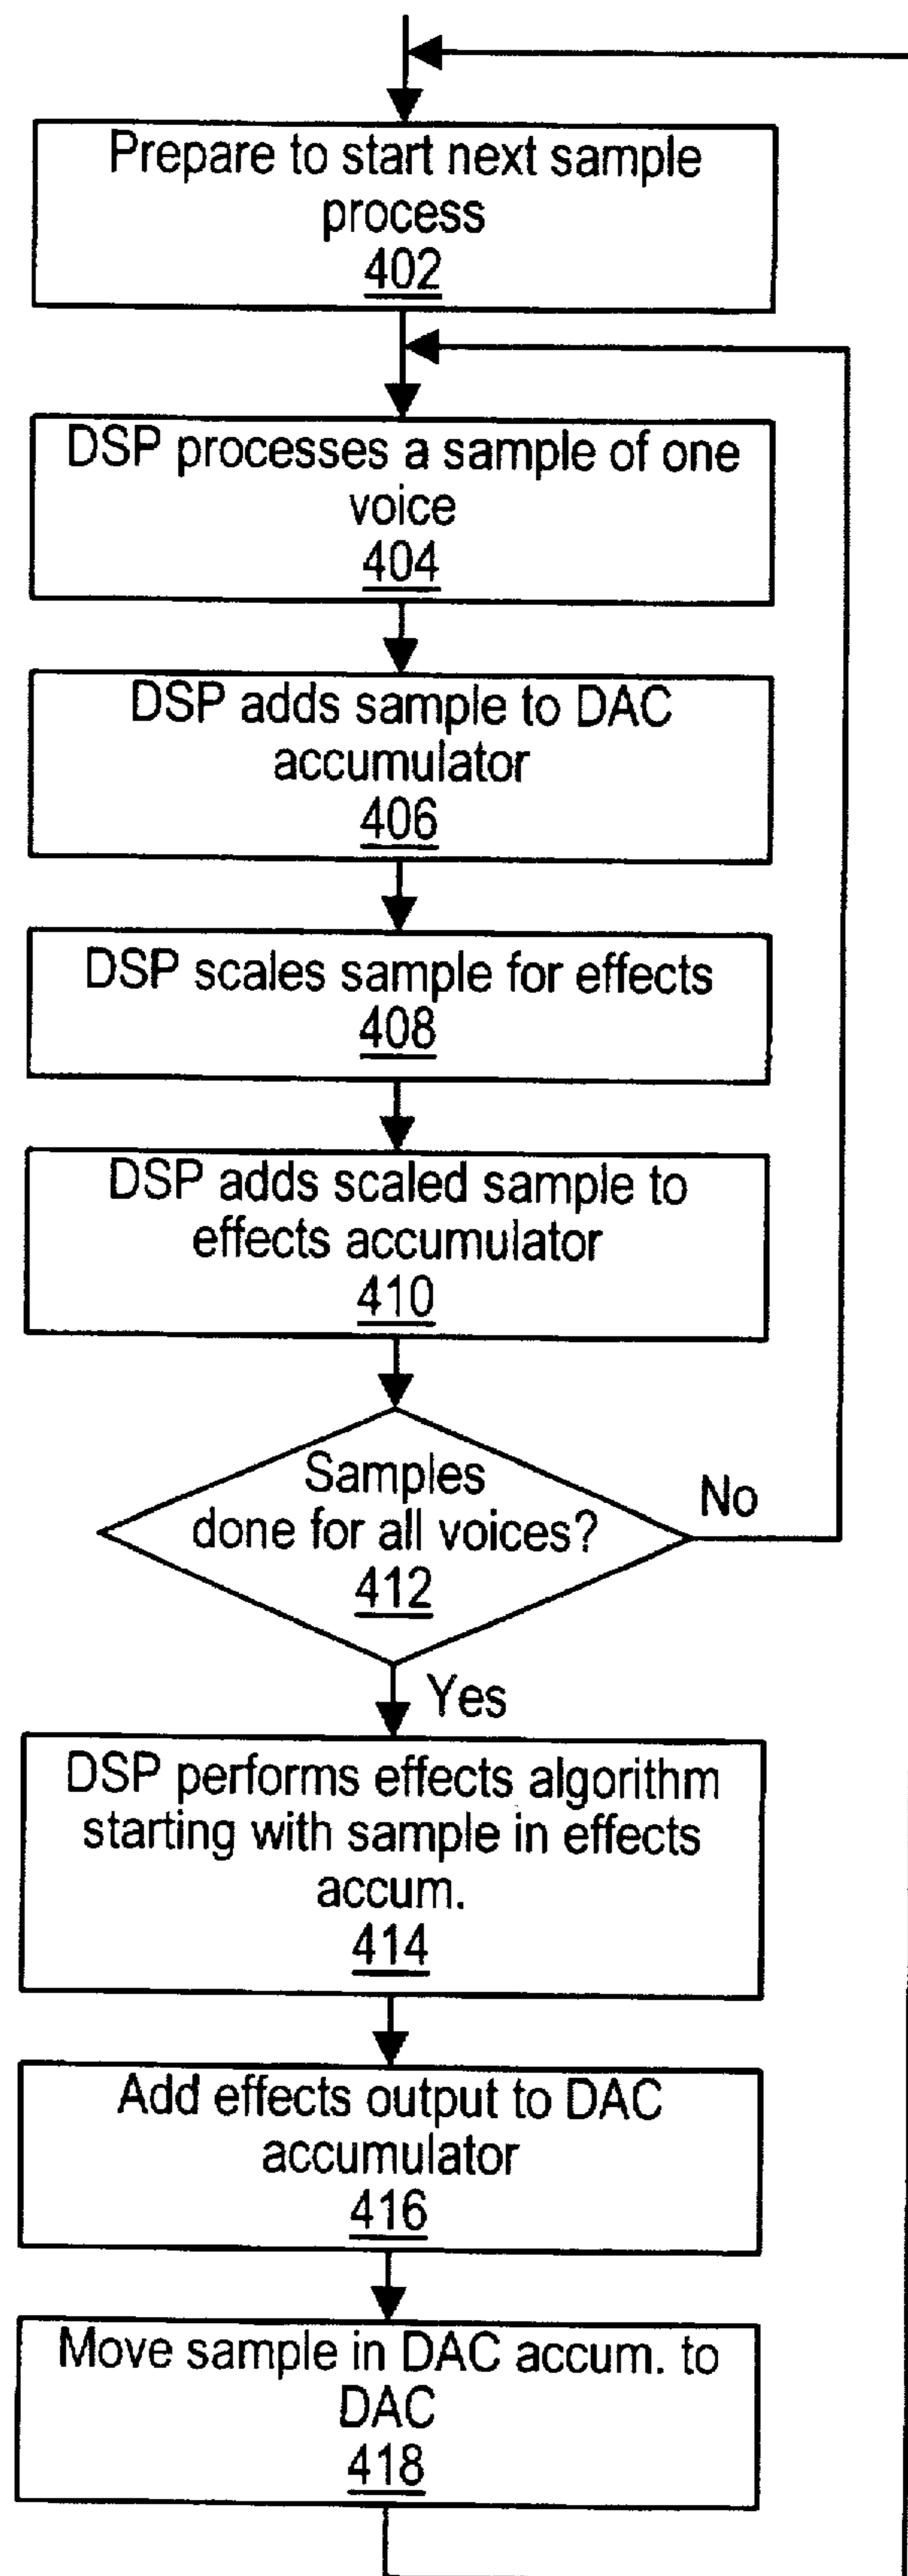 Prepare to start next sample
process
402
DSP processes a sample of one
voice
404
DSP adds sample to DAC
accumulator
406
DSP scales sample for effects
408
DSP adds scaled sample to
effects accumulator
410
Samples
done for all voices?
412
No
Yes
DSP performs effects algorithm
starting with sample in effects
accum.
414
Add effects output to DAC
accumulator
416
Move sample in DAC accum. to
DAC
418